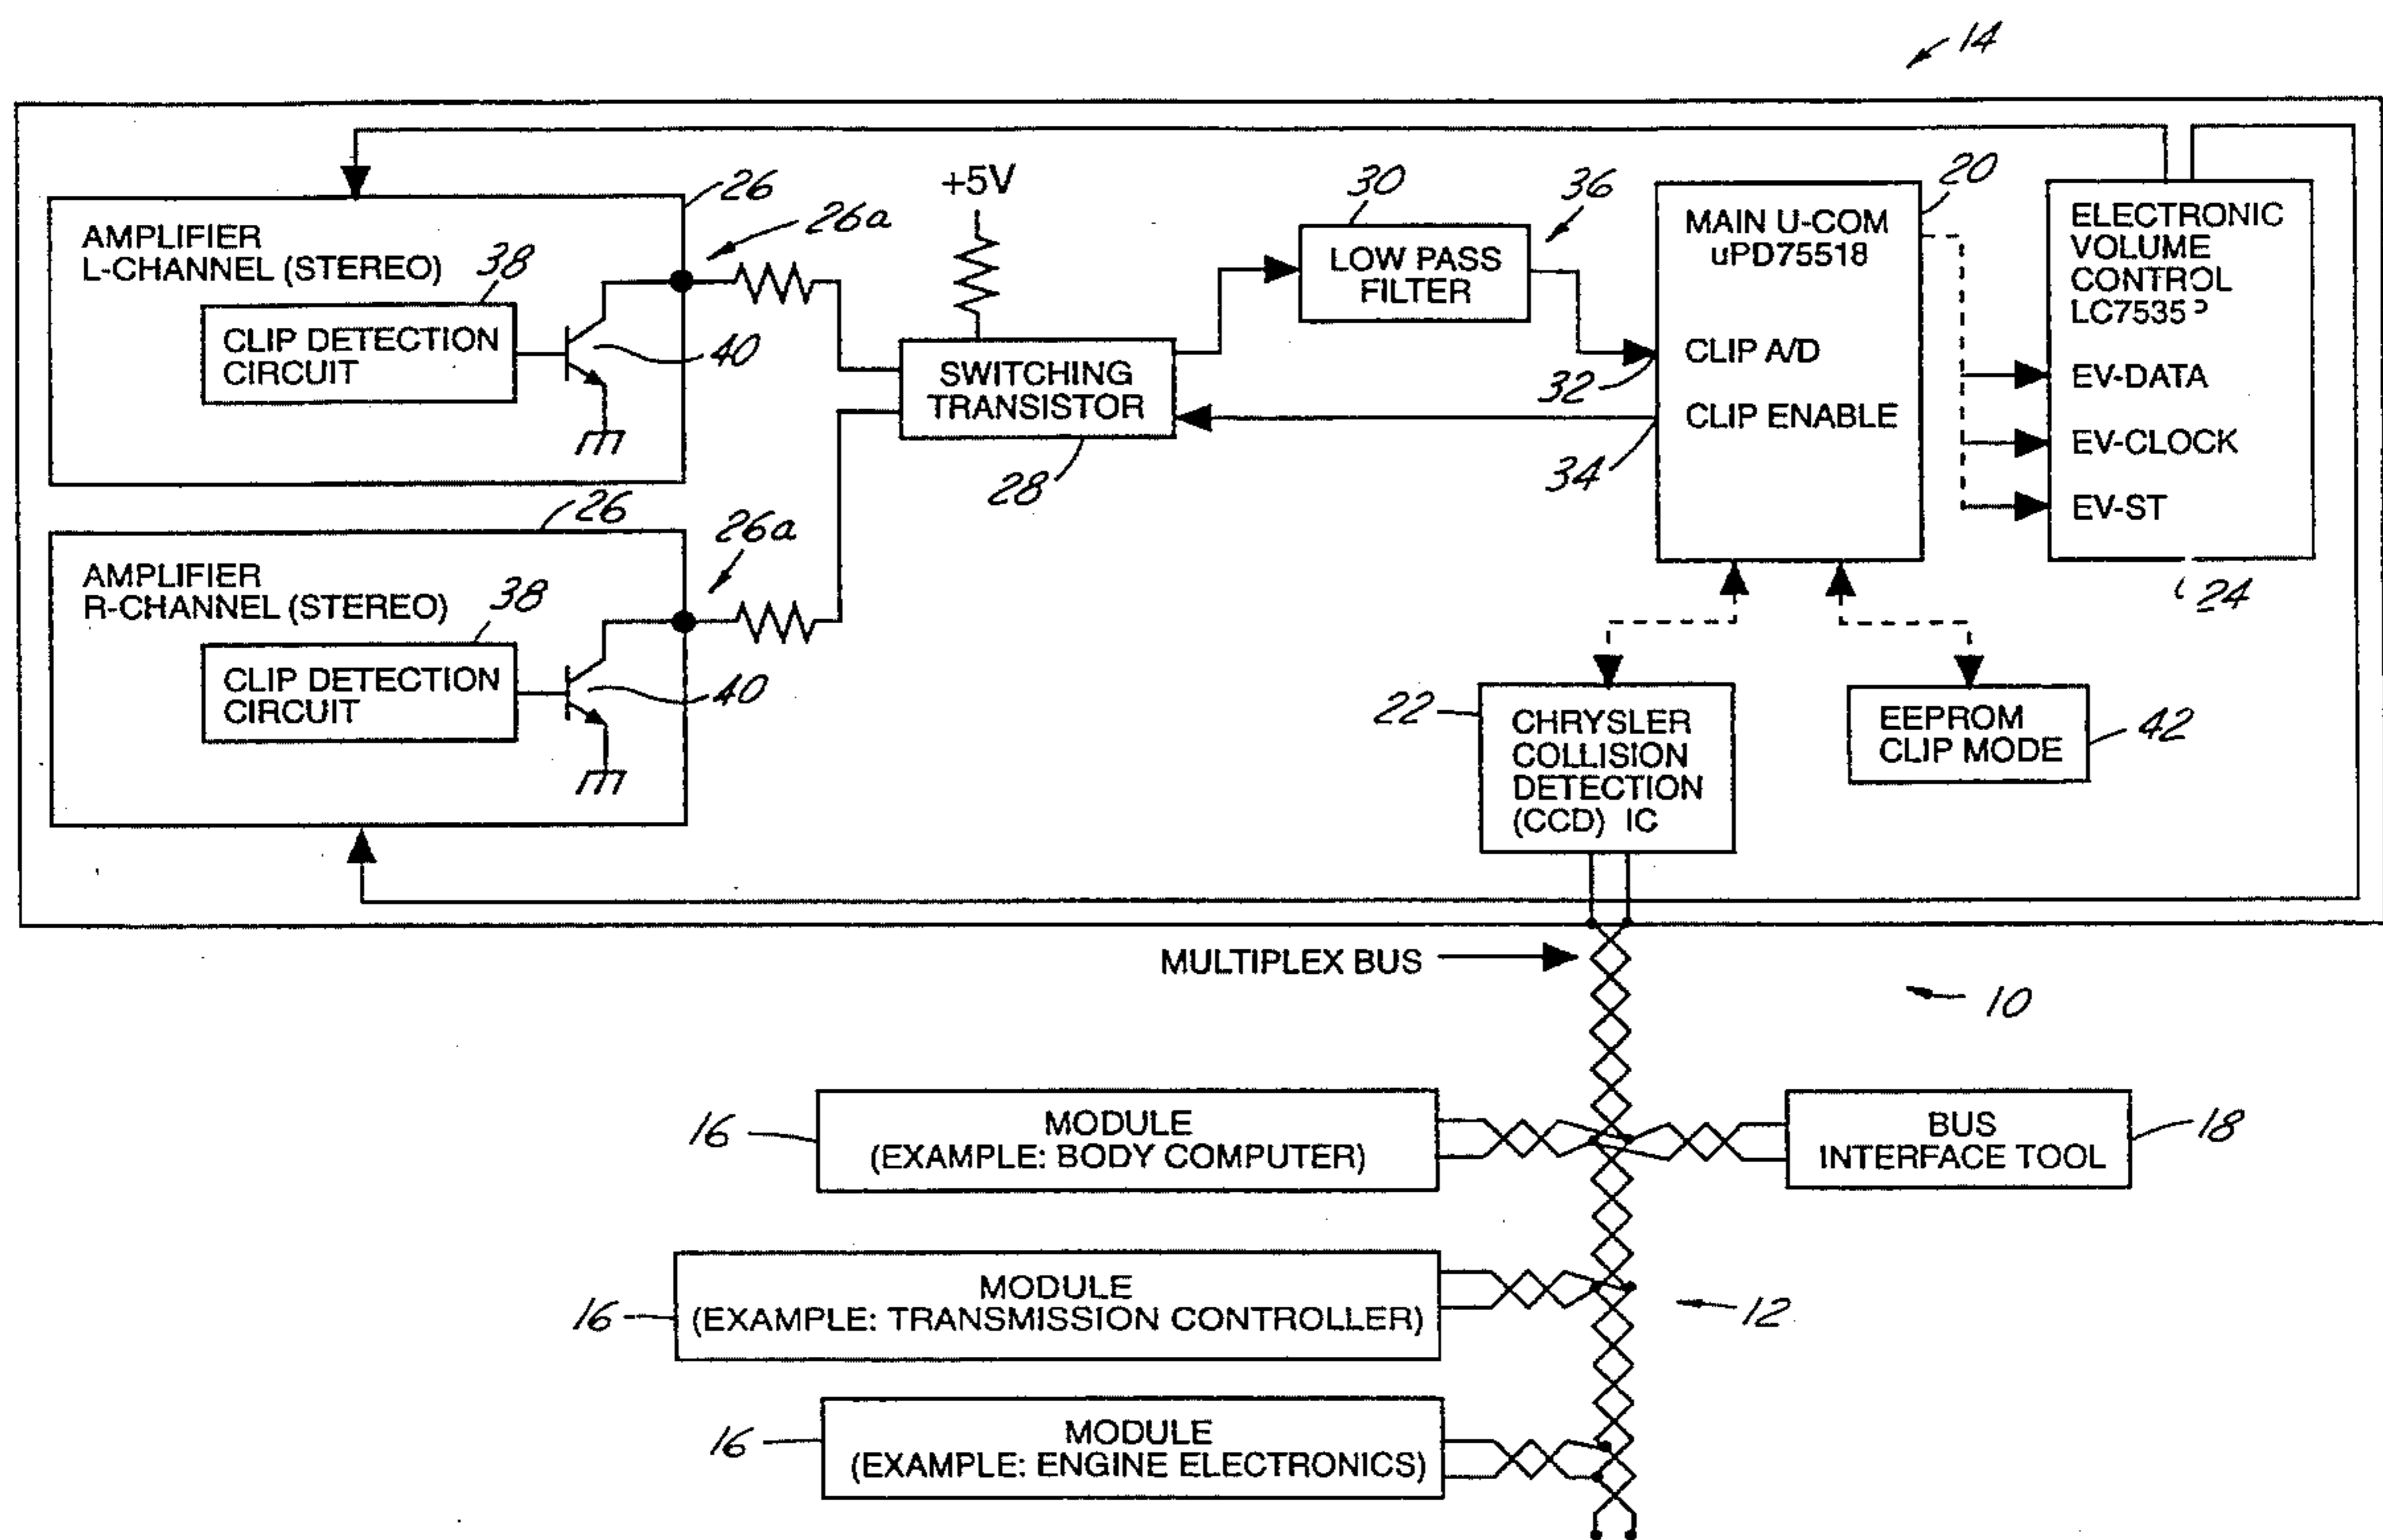 14
AMPLIFIER
L-CHANNEL (STEREO)
26
26a
38
CLIP DETECTION
CIRCUIT
40
+5V
SWITCHING
TRANSISTOR
28
30
LOW PASS
FILTER
36
MAIN U-COM
uPD75518
20
CLIP A/D
32
CLIP ENABLE
34
ELECTRONIC
VOLUME
CONTROL
EV-DATA
EV-CLOCK
EV-ST
24
AMPLIFIER
R-CHANNEL (STEREO)
26
26a
38
CLIP DETECTION
CIRCUIT
40
22
CHRYSLER
COLLISION
DETECTION
(CCD) IC
EEPROM
CLIP MODE
42
MULTIPLEX BUS
10
16
MODULE
(EXAMPLE: BODY COMPUTER)
BUS
INTERFACE TOOL
18
16
MODULE
(EXAMPLE: TRANSMISSION CONTROLLER)
12
16
MODULE
(EXAMPLE: ENGINE ELECTRONICS)